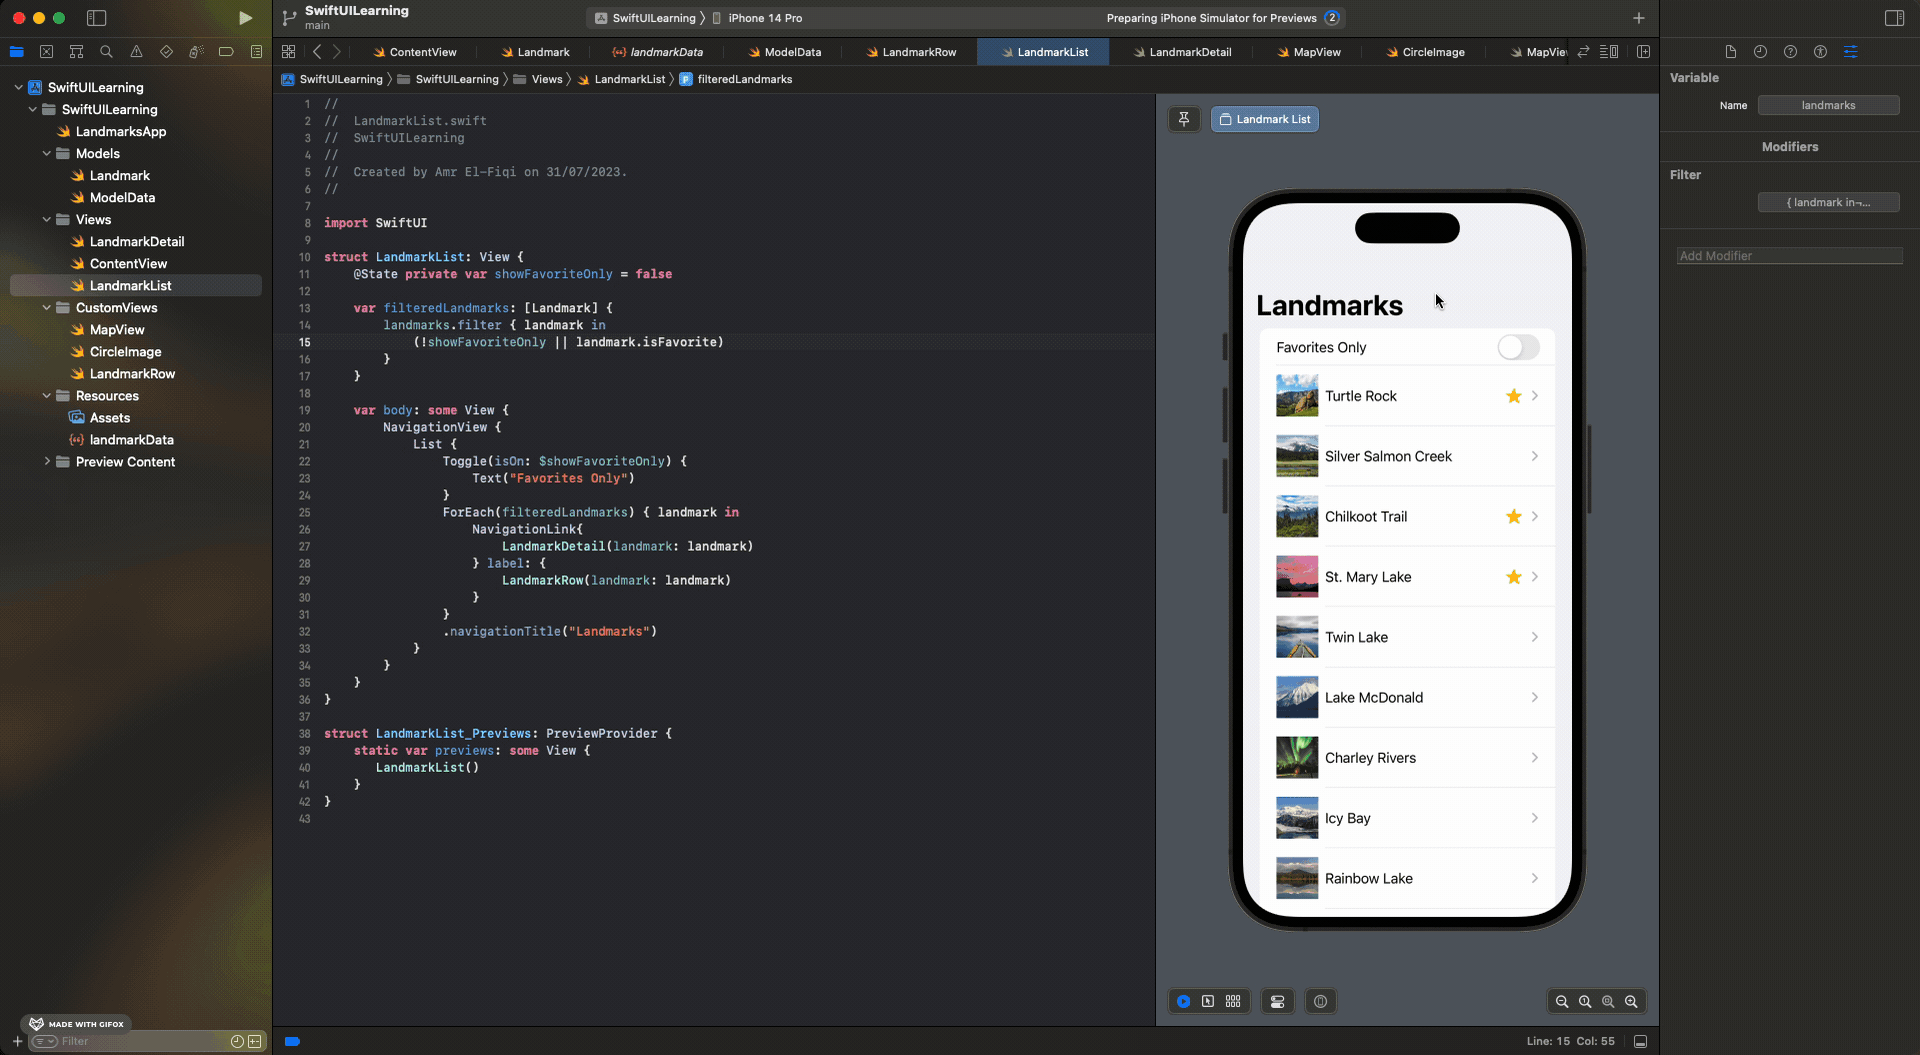 SwiftUILearning
main
SwiftUILearning
iPhone 14 Pro
Preparing iPhone Simulator for Previews
2
ContentView
Landmark
landmarkData
ModelData
LandmarkRow
LandmarkList
LandmarkDetail
MapView
CircleImage
MapVie
SwiftUILearning
SwiftUILearning
Views
LandmarkList
P
filteredLandmarks
SwiftUILearning
SwiftUILearning
LandmarksApp
Models
Landmark
ModelData
Views
LandmarkDetail
ContentView
LandmarkList
CustomViews
MapView
CircleImage
LandmarkRow
Resources
Assets
landmarkData
Preview Content
MADE WITH GIFOX
Filter
1 //
2 //  LandmarkList.swift
3 //  SwiftUILearning
4 //
5 //  Created by Amr El-Fiqi on 31/07/2023.
6 //
7
8 import SwiftUI
9
10 struct LandmarkList: View {
11     @State private var showFavoriteOnly = false
12
13     var filteredLandmarks: [Landmark] {
14         landmarks.filter { landmark in
15             (!showFavoriteOnly || landmark.isFavorite)
16         }
17     }
18
19     var body: some View {
20         NavigationView {
21             List {
22                 Toggle(isOn: $showFavoriteOnly) {
23                     Text("Favorites Only")
24                 }
25                 ForEach(filteredLandmarks) { landmark in
26                     NavigationLink{
27                         LandmarkDetail(landmark: landmark)
28                     } label: {
29                         LandmarkRow(landmark: landmark)
30                     }
31                 }
32                 .navigationTitle("Landmarks")
33             }
34         }
35     }
36 }
37
38 struct LandmarkList_Previews: PreviewProvider {
39     static var previews: some View {
40        LandmarkList()
41     }
42 }
43
Landmark List
Landmarks
Favorites Only
Turtle Rock
Silver Salmon Creek
Chilkoot Trail
St. Mary Lake
Twin Lake
Lake McDonald
Charley Rivers
Icy Bay
Rainbow Lake
Line: 15 Col: 55
Variable
Name landmarks
Modifiers
Filter
{ landmark in¬...
Add Modifier